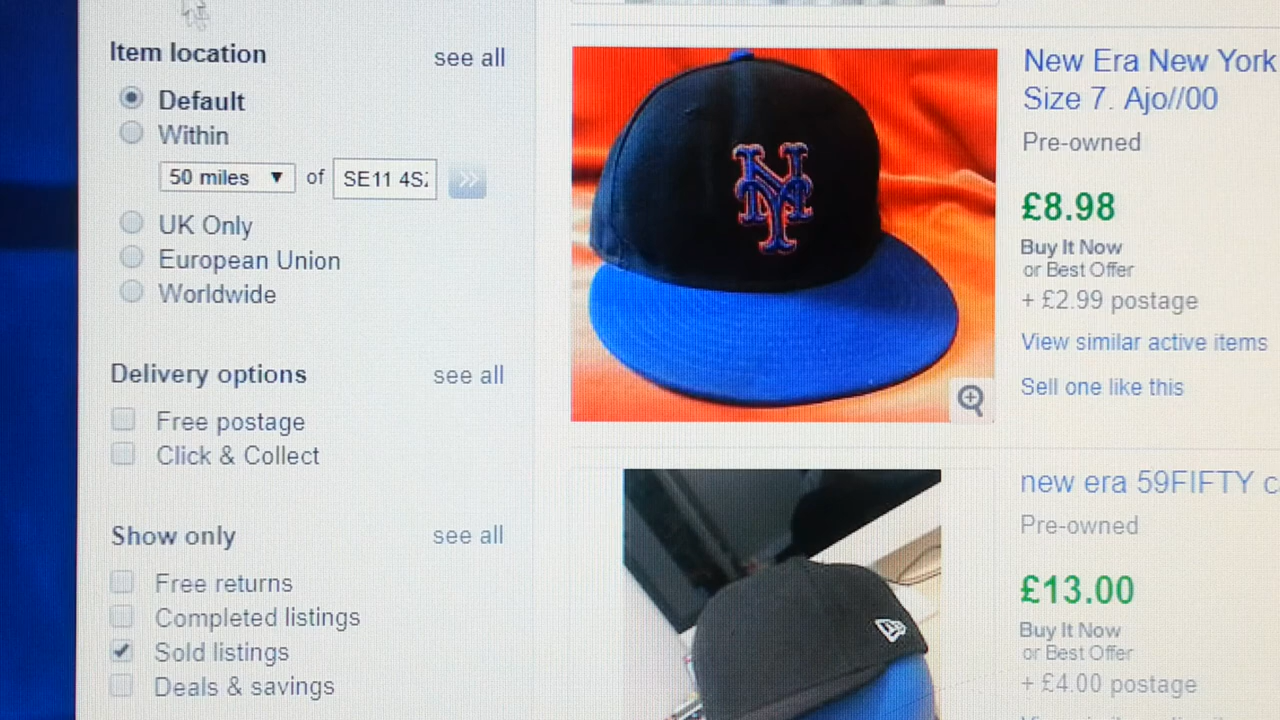 Item location see all
Default
Within
50 miles ▼ of SE11 4S
UK Only
European Union
Worldwide
Delivery options see all
Free postage
Click & Collect
Show only see all
Free returns
Completed listings
Sold listings
Deals & savings
NY
New Era New York
Size 7. Ajo//00
Pre-owned
£8.98
Buy It Now
or Best Offer
+ £2.99 postage
View similar active items
Sell one like this
new era 59FIFTY c
Pre-owned
£13.00
Buy It Now
or Best Offer
+ £4.00 postage